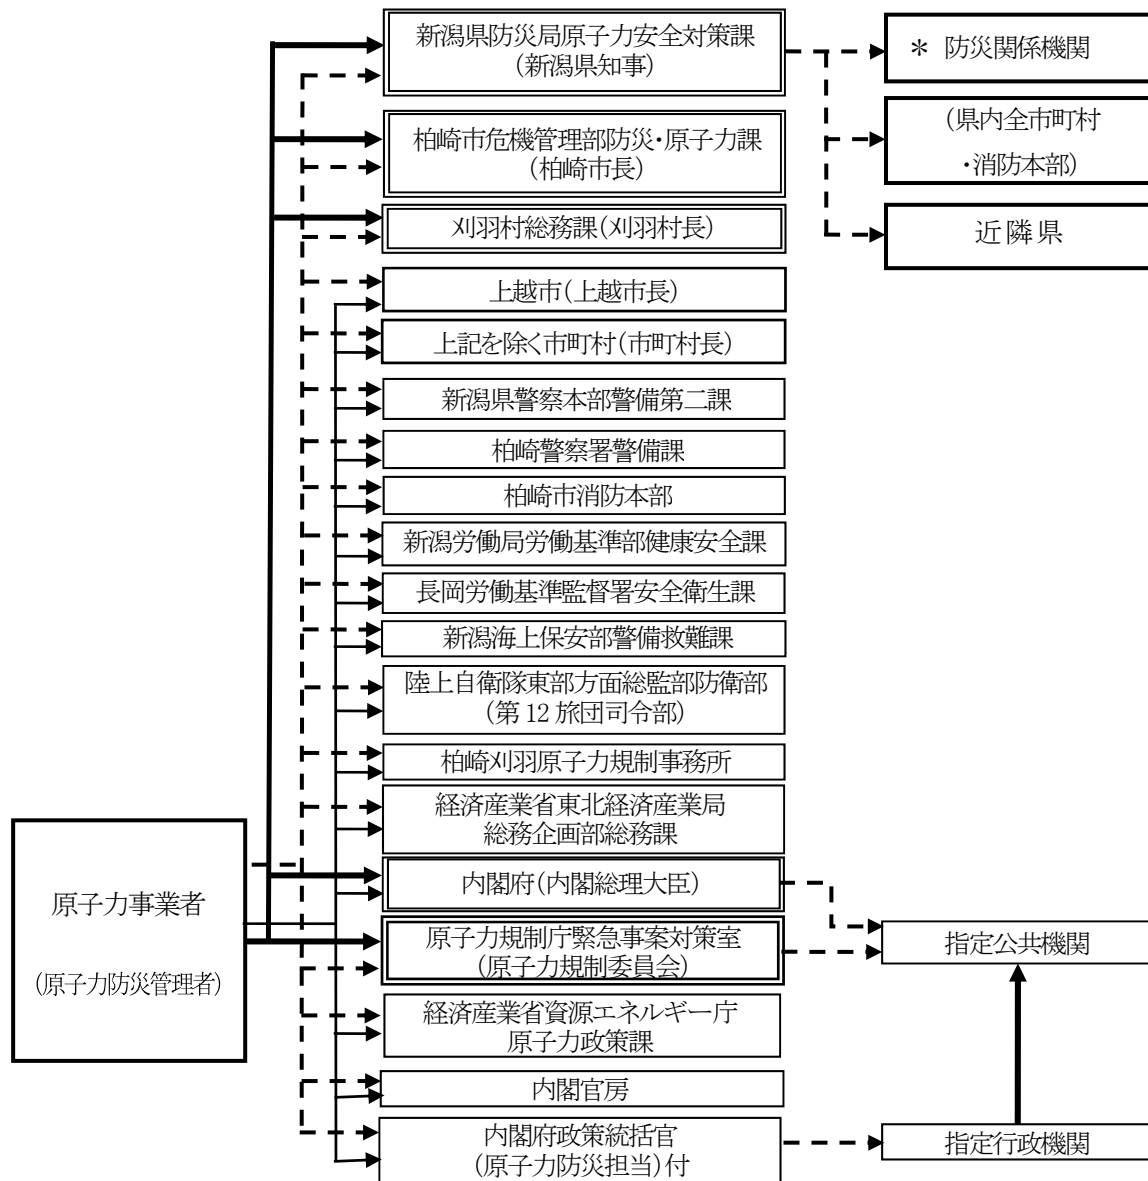 新潟県防災局原子力安全対策課
(新潟県知事)
柏崎市危機管理部防災・原子力課
(柏崎市長)
刈羽村総務課(刈羽村長)
上越市(上越市長)
上記を除く市町村(市町村長)
新潟県警察本部警備第二課
柏崎警察署警備課
柏崎市消防本部
新潟労働局労働基準部健康安全課
長岡労働基準監督署安全衛生課
新潟海上保安部警備救難課
陸上自衛隊東部方面総監部防衛部
(第12旅団司令部)
柏崎刈羽原子力規制事務所
経済産業省東北経済産業局
総務企画部総務課
内閣府(内閣総理大臣)
原子力規制庁緊急事案対策室
(原子力規制委員会)
経済産業省資源エネルギー庁
原子力政策課
内閣官房
内閣府政策統括官
(原子力防災担当)付
原子力事業者
(原子力防災管理者)
* 防災関係機関
(県内全市町村
・消防本部)
近隣県
指定公共機関
指定行政機関